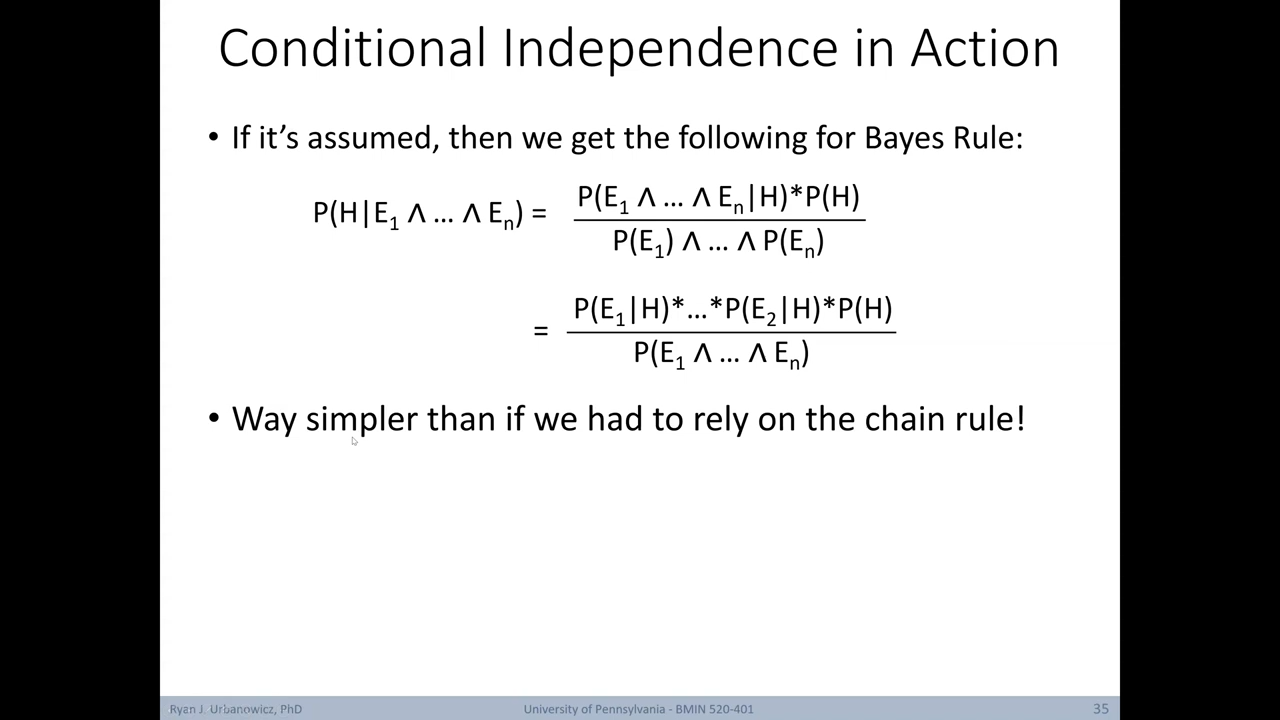 Conditional Independence in Action
• If it’s assumed, then we get the following for Bayes Rule:
P(H|E₁ ∧ … ∧ Eₙ) = P(E₁ ∧ … ∧ Eₙ|H)*P(H)
P(E₁) ∧ … ∧ P(Eₙ)
= P(E₁|H)*…*P(E₂|H)*P(H)
P(E₁ ∧ … ∧ Eₙ)
• Way simpler than if we had to rely on the chain rule!
Ryan J. Urbanowicz, PhD
University of Pennsylvania - BMIN 520-401
35